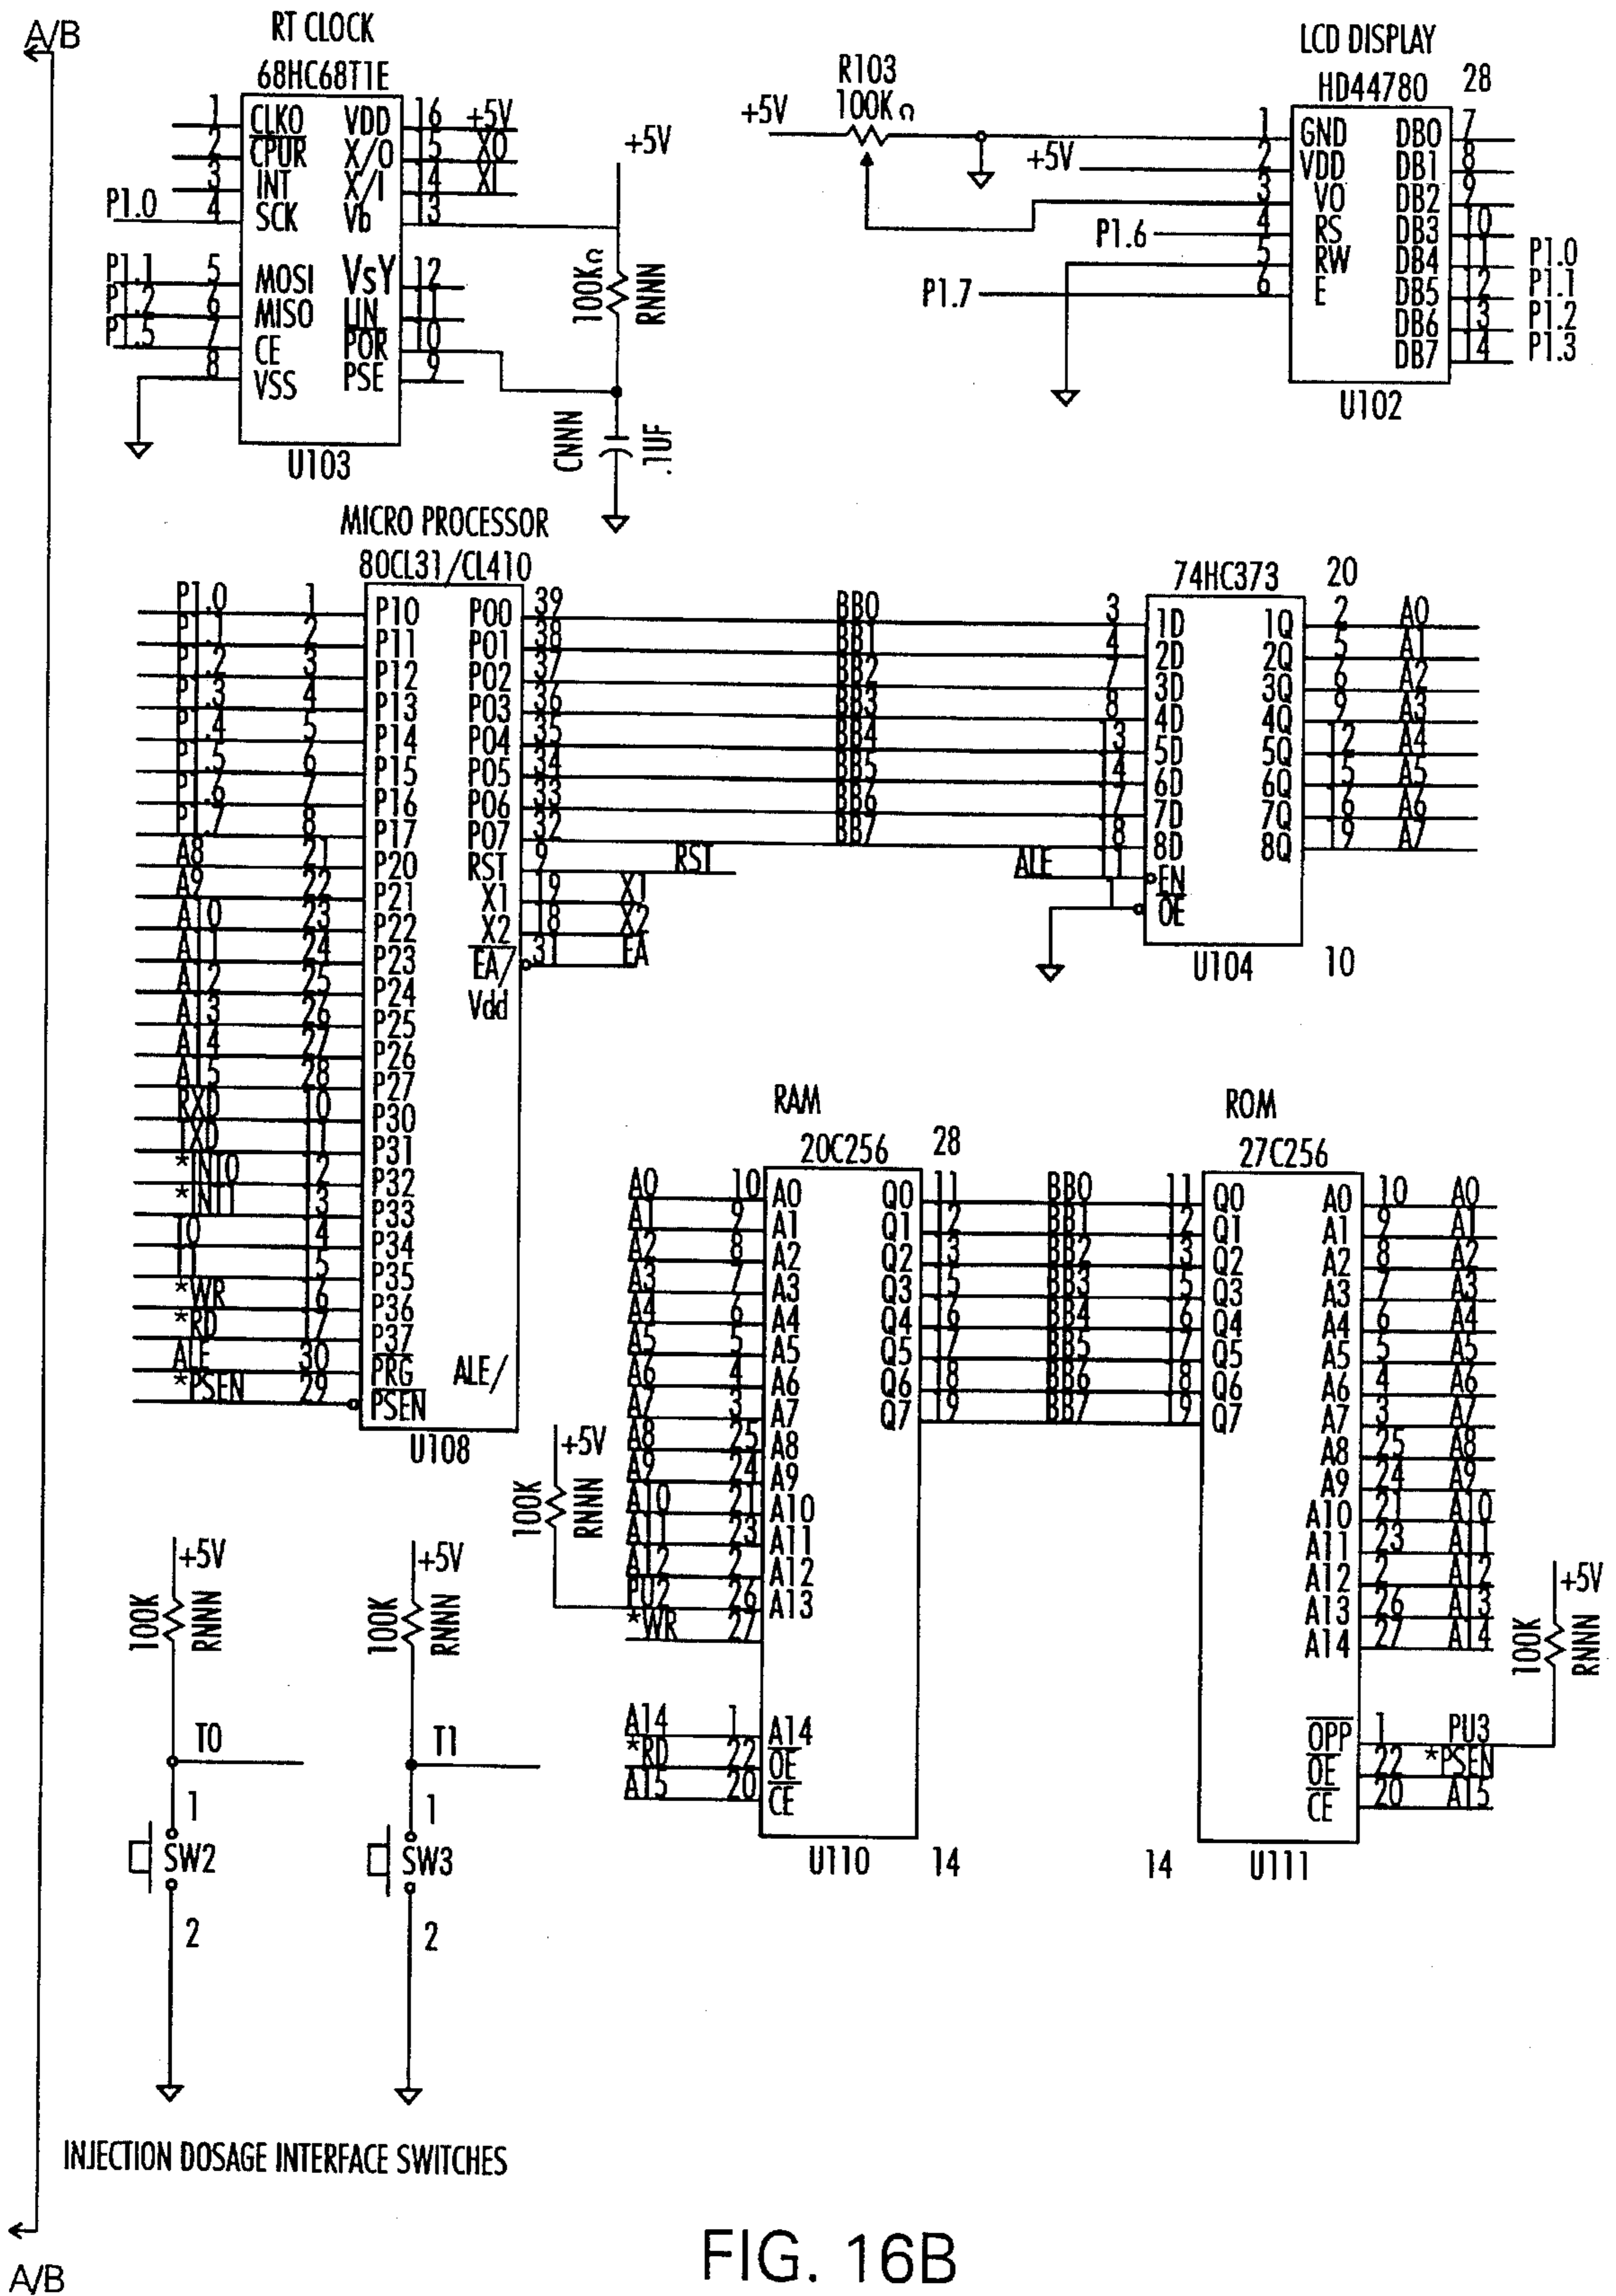 A/B
RT CLOCK
68HC68T1E
1 CLKO VDD 16 +5V
2 CPUR X/O 15 XO
3 INT X/I 14 XI
P1.0 4 SCK Vb 13
P1.1 5 MOSI VsY 12
P1.2 6 MISO LIN 11
P1.5 7 CE POR 10
8 VSS PSE 9
U103
+5V
100KΩ RNNN
CNNN .1UF
LCD DISPLAY
HD44780 28
R103
100KΩ
+5V
1 GND DB0 7
+5V 2 VDD DB1 8
3 VO DB2 9
P1.6 4 RS DB3 10
5 RW DB4 11 P1.0
P1.7 6 E DB5 12 P1.1
DB6 13 P1.2
DB7 14 P1.3
U102
MICRO PROCESSOR
80CL31/CL410
P1.0 1 P10 P00 39 BB0
P1.1 2 P11 P01 38 BB1
P1.2 3 P12 P02 37 BB2
P1.3 4 P13 P03 36 BB3
P1.4 5 P14 P04 35 BB4
P1.5 6 P15 P05 34 BB5
P1.6 7 P16 P06 33 BB6
P1.7 8 P17 P07 32 BB7
A8 21 P20 RST 9 RST
A9 22 P21 X1 19 X1
A10 23 P22 X2 18 X2
A11 24 P23 EA/ 31 EA
A12 25 P24 Vdd
A13 26 P25
A14 27 P26
A15 28 P27
RXD 10 P30
TXD 11 P31
*INT0 12 P32
*INT1 13 P33
T0 14 P34
T1 15 P35
*WR 16 P36
*RD 17 P37
ALE 30 PRG ALE/
*PSEN 29 PSEN
U108
74HC373 20
3 1D 1Q 2 A0
4 2D 2Q 5 A1
7 3D 3Q 6 A2
8 4D 4Q 9 A3
13 5D 5Q 12 A4
14 6D 6Q 15 A5
17 7D 7Q 16 A6
18 8D 8Q 19 A7
ALE 11 EN
1 OE
U104 10
RAM
20C256 28
A0 10 A0 Q0 11 BB0
A1 9 A1 Q1 12 BB1
A2 8 A2 Q2 13 BB2
A3 7 A3 Q3 15 BB3
A4 6 A4 Q4 16 BB4
A5 5 A5 Q5 17 BB5
A6 4 A6 Q6 18 BB6
A7 3 A7 Q7 19 BB7
A8 25 A8
A9 24 A9
A10 21 A10
A11 23 A11
A12 2 A12
PU2 26 A13
*WR 27
A14 1 A14
*RD 22 OE
A15 20 CE
U110 14
+5V
100K RNNN
ROM
27C256
11 Q0 A0 10 A0
12 Q1 A1 9 A1
13 Q2 A2 8 A2
15 Q3 A3 7 A3
16 Q4 A4 6 A4
17 Q5 A5 5 A5
18 Q6 A6 4 A6
19 Q7 A7 3 A7
A8 25 A8
A9 24 A9
A10 21 A10
A11 23 A11
A12 2 A12
A13 26 A13
A14 27 A14
OPP 1 PU3
OE 22 *PSEN
CE 20 A15
14 U111
+5V
100K RNNN
+5V
100K RNNN
T0
1
SW2
2
+5V
100K RNNN
T1
1
SW3
2
INJECTION DOSAGE INTERFACE SWITCHES
A/B
FIG. 16B